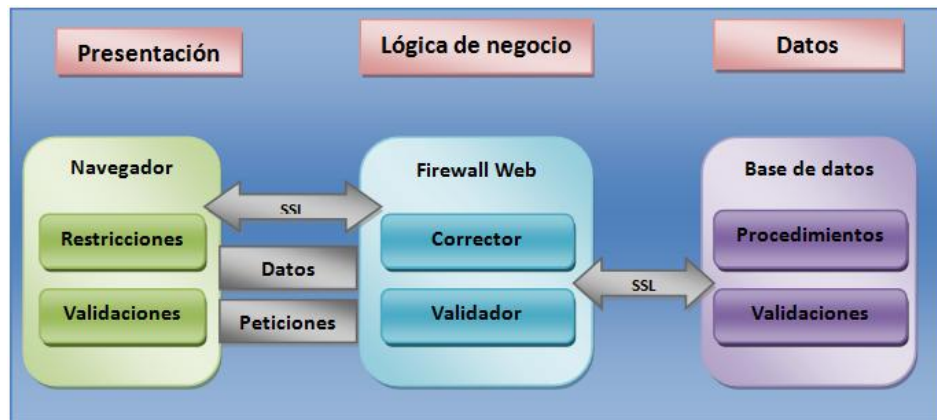 Presentación
Lógica de negocio
Datos
Navegador
Restricciones
Validaciones
SSL
Datos
Peticiones
Firewall Web
Corrector
Validador
SSL
Base de datos
Procedimientos
Validaciones